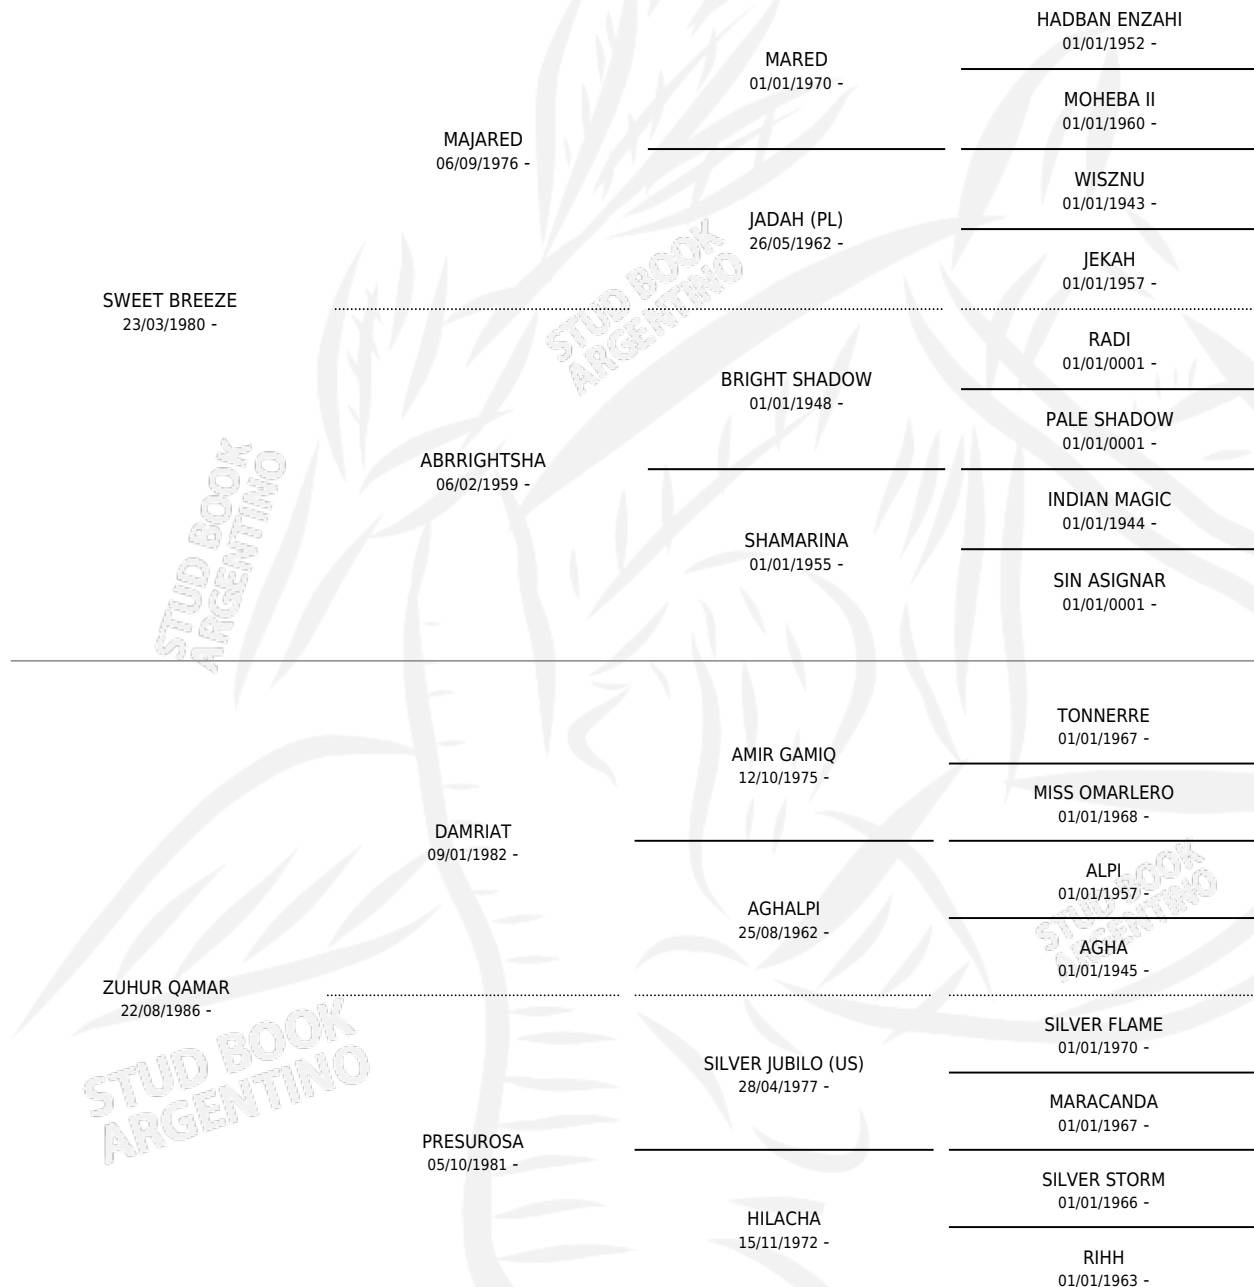 HADBAN ENZAHI
01/01/1952 -
MARED
01/01/1970 -
MOHEBA II
01/01/1960 -
MAJARED
06/09/1976 -
WISZNU
01/01/1943 -
JADAH (PL)
26/05/1962 -
JEKAH
01/01/1957 -
SWEET BREEZE
23/03/1980 -
RADI
01/01/0001 -
BRIGHT SHADOW
01/01/1948 -
PALE SHADOW
01/01/0001 -
ABRRIGHTSHA
06/02/1959 -
INDIAN MAGIC
01/01/1944 -
SHAMARINA
01/01/1955 -
SIN ASIGNAR
01/01/0001 -
TONNERRE
01/01/1967 -
AMIR GAMIQ
12/10/1975 -
MISS OMARLERO
01/01/1968 -
DAMRIAT
09/01/1982 -
ALPI
01/01/1957 -
AGHALPI
25/08/1962 -
AGHA
01/01/1945 -
ZUHUR QAMAR
22/08/1986 -
SILVER FLAME
01/01/1970 -
SILVER JUBILO (US)
28/04/1977 -
MARACANDA
01/01/1967 -
PRESUROSA
05/10/1981 -
SILVER STORM
01/01/1966 -
HILACHA
15/11/1972 -
RIHH
01/01/1963 -
STUD BOOK
ARGENTINO
STUD BOOK
ARGENTINO
STUD BOOK
ARGENTINO
STUD BOOK
ARGENTINO